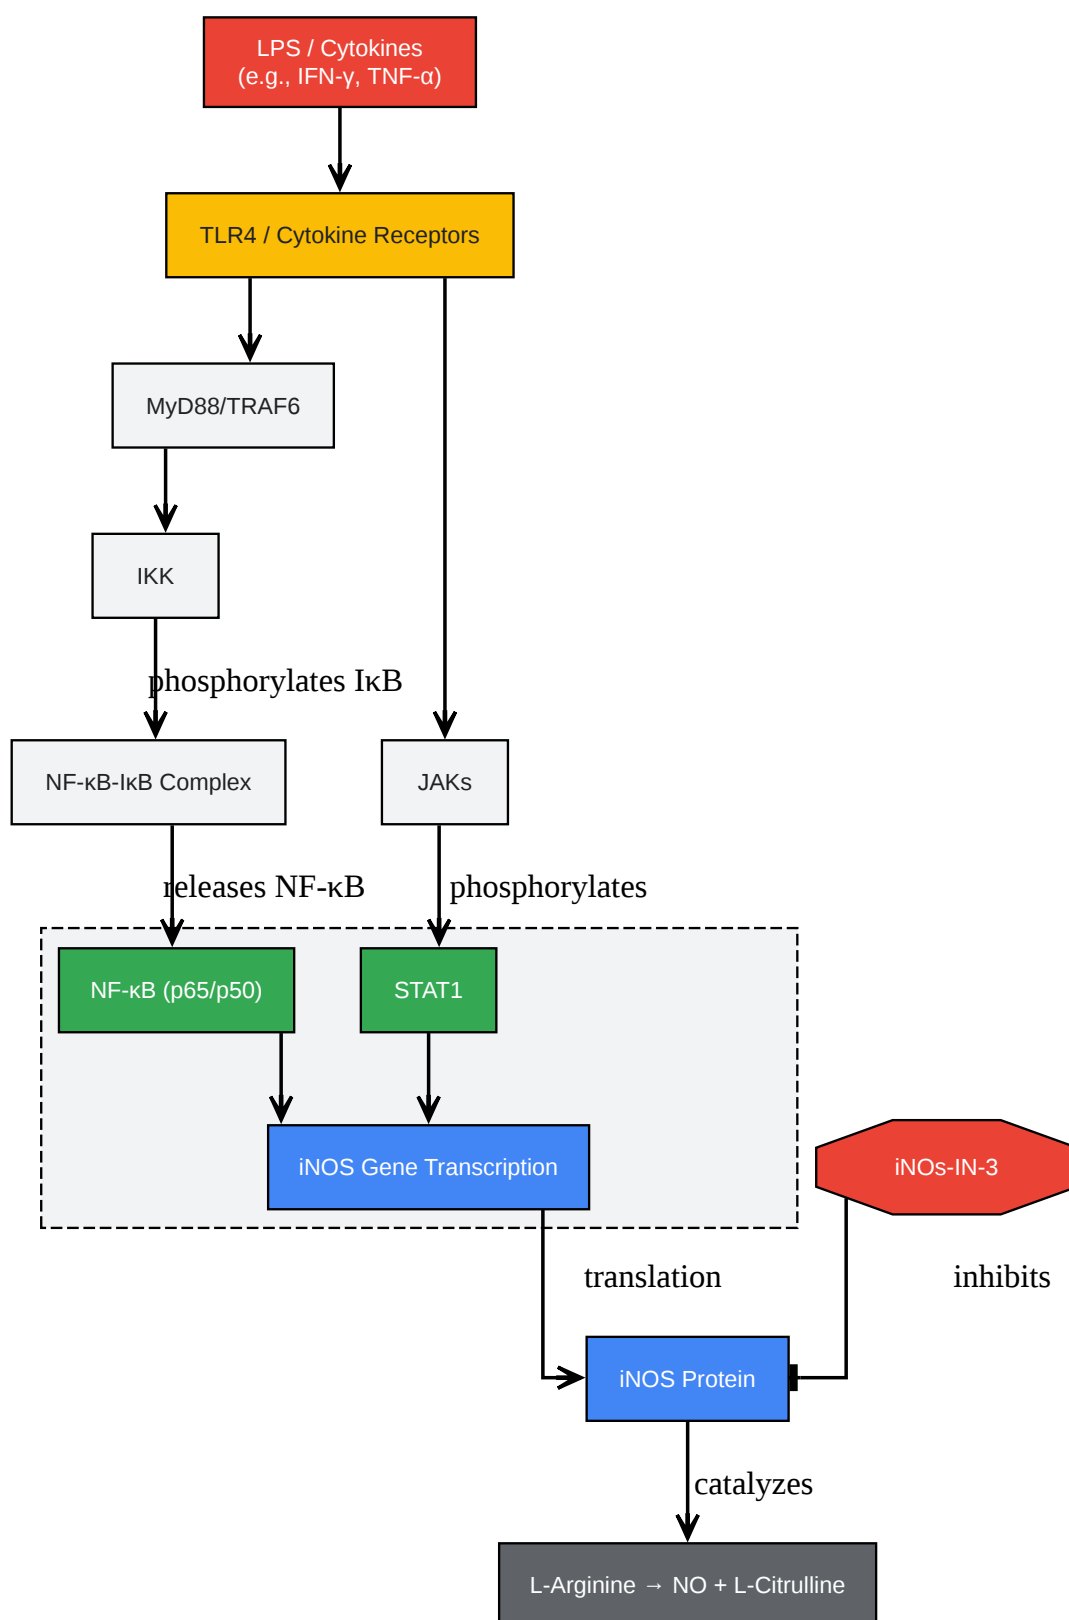 LPS / Cytokines
(e.g., IFN-γ, TNF-α)
TLR4 / Cytokine Receptors
MyD88/TRAF6
IKK
phosphorylates IκB
NF-κB-IκB Complex
JAKs
releases NF-κB
phosphorylates
NF-κB (p65/p50)
STAT1
iNOS Gene Transcription
iNOs-IN-3
translation
inhibits
iNOS Protein
catalyzes
L-Arginine → NO + L-Citrulline